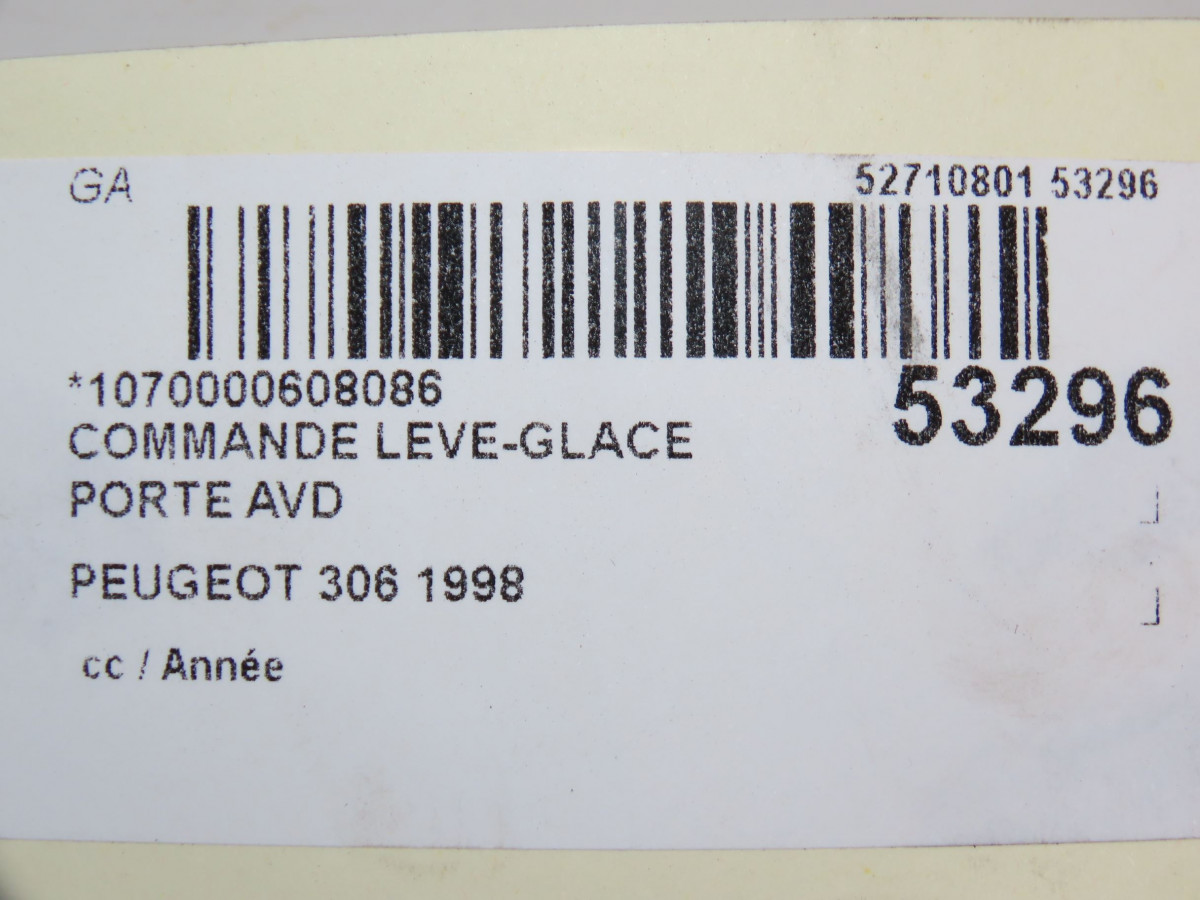 GA 52710801 53296
*1070000608086 53296
COMMANDE LEVE-GLACE
PORTE AVD
PEUGEOT 306 1998
cc / Année